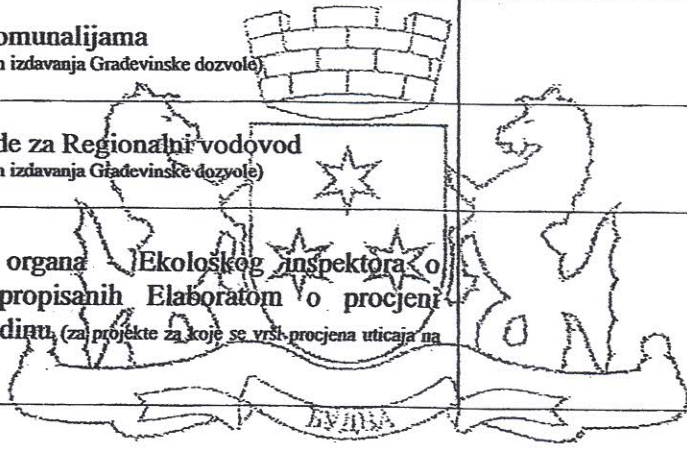 omunalijama
n izdavanja Građevinske dozvole)
de za Regionalni vodovod
n izdavanja Građevinske dozvole)
organa - Ekološkog inspektora o
propisanih Elaboratom o procjeni
dinu (za projekte za koje se vrši procjena uticaja na
БУДВА